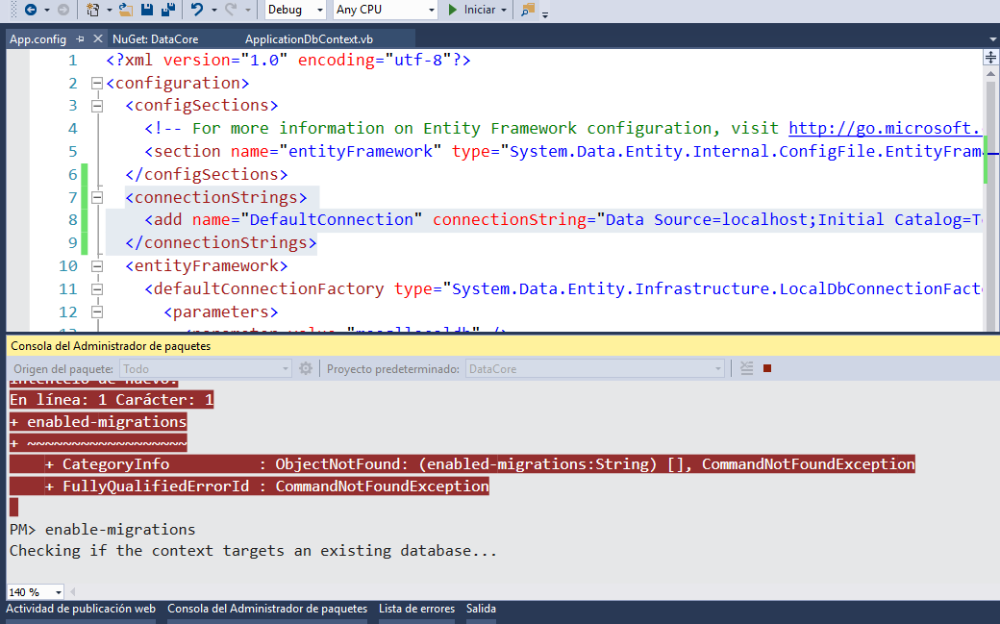 Debug Any CPU Iniciar
App.config NuGet: DataCore ApplicationDbContext.vb
1 <?xml version="1.0" encoding="utf-8"?>
2 <configuration>
3 <configSections>
4 <!-- For more information on Entity Framework configuration, visit http://go.microsoft.
5 <section name="entityFramework" type="System.Data.Entity.Internal.ConfigFile.EntityFram
6 </configSections>
7 <connectionStrings>
8 <add name="DefaultConnection" connectionString="Data Source=localhost;Initial Catalog=T
9 </connectionStrings>
10 <entityFramework>
11 <defaultConnectionFactory type="System.Data.Entity.Infrastructure.LocalDbConnectionFact
12 <parameters>
Consola del Administrador de paquetes
Origen del paquete: Todo Proyecto predeterminado: DataCore
En línea: 1 Carácter: 1
+ enabled-migrations
+ ~~~~~~~~~~~~~~~~~~
+ CategoryInfo : ObjectNotFound: (enabled-migrations:String) [], CommandNotFoundException
+ FullyQualifiedErrorId : CommandNotFoundException
PM> enable-migrations
Checking if the context targets an existing database...
140 %
Actividad de publicación web Consola del Administrador de paquetes Lista de errores Salida